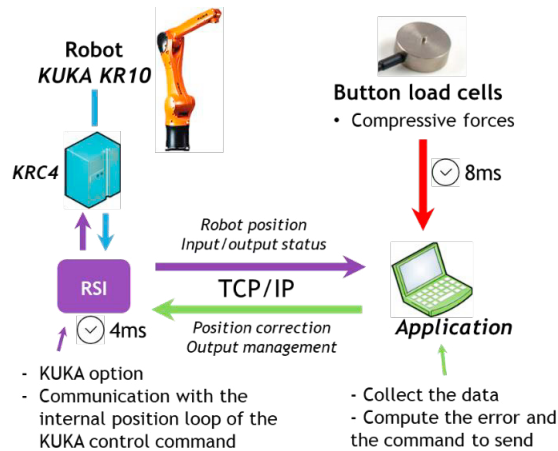 Robot
KUKA KR10
Button load cells
• Compressive forces
KRC4
8ms
Robot position
Input/output status
RSI
TCP/IP
4ms
Position correction
Output management
Application
- KUKA option
- Communication with the
internal position loop of the
KUKA control command
- Collect the data
- Compute the error and
the command to send